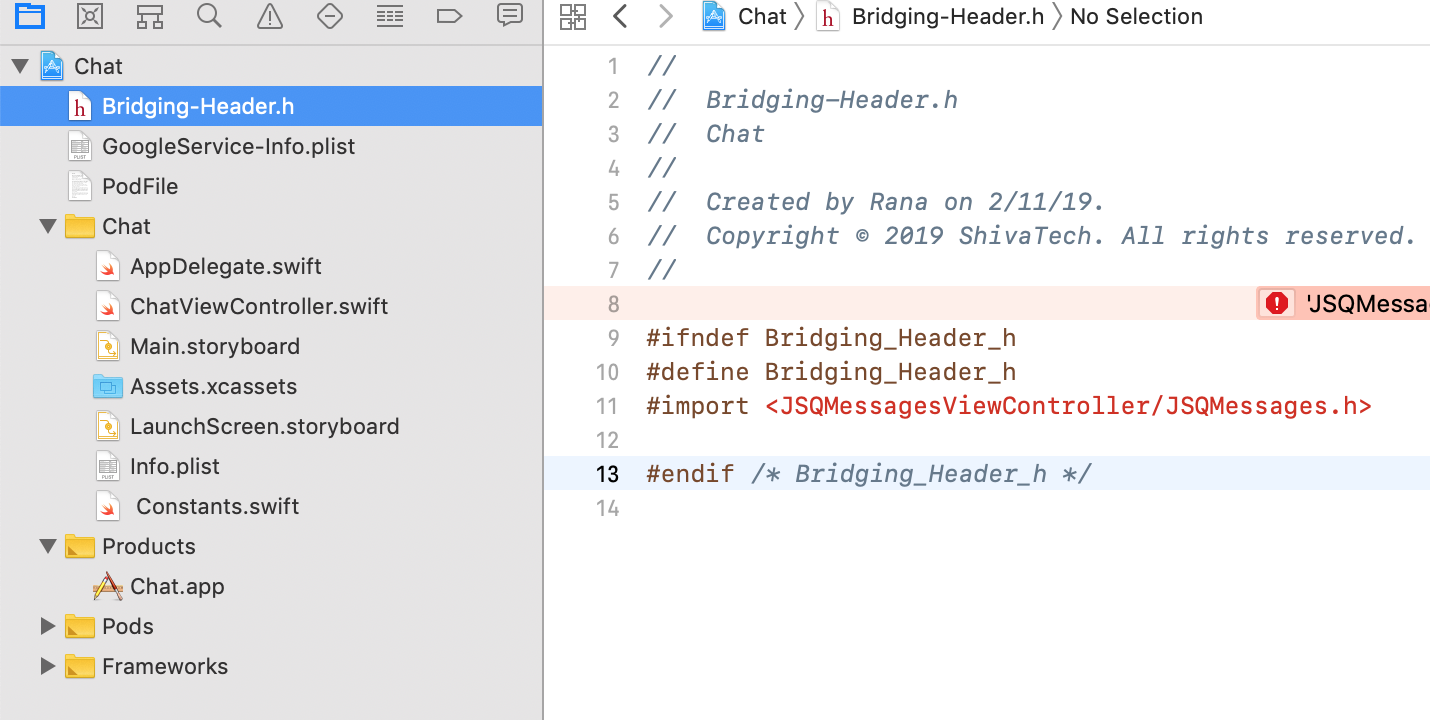 Chat
Bridging-Header.h
GoogleService-Info.plist
PodFile
Chat
AppDelegate.swift
ChatViewController.swift
Main.storyboard
Assets.xcassets
LaunchScreen.storyboard
Info.plist
Constants.swift
Products
Chat.app
Pods
Frameworks
Chat 〉 h Bridging-Header.h 〉 No Selection
1 //
2 //  Bridging-Header.h
3 //  Chat
4 //
5 //  Created by Rana on 2/11/19.
6 //  Copyright © 2019 ShivaTech. All rights reserved.
7 //
8 'JSQMessa
9 #ifndef Bridging_Header_h
10 #define Bridging_Header_h
11 #import <JSQMessagesViewController/JSQMessages.h>
12
13 #endif /* Bridging_Header_h */
14